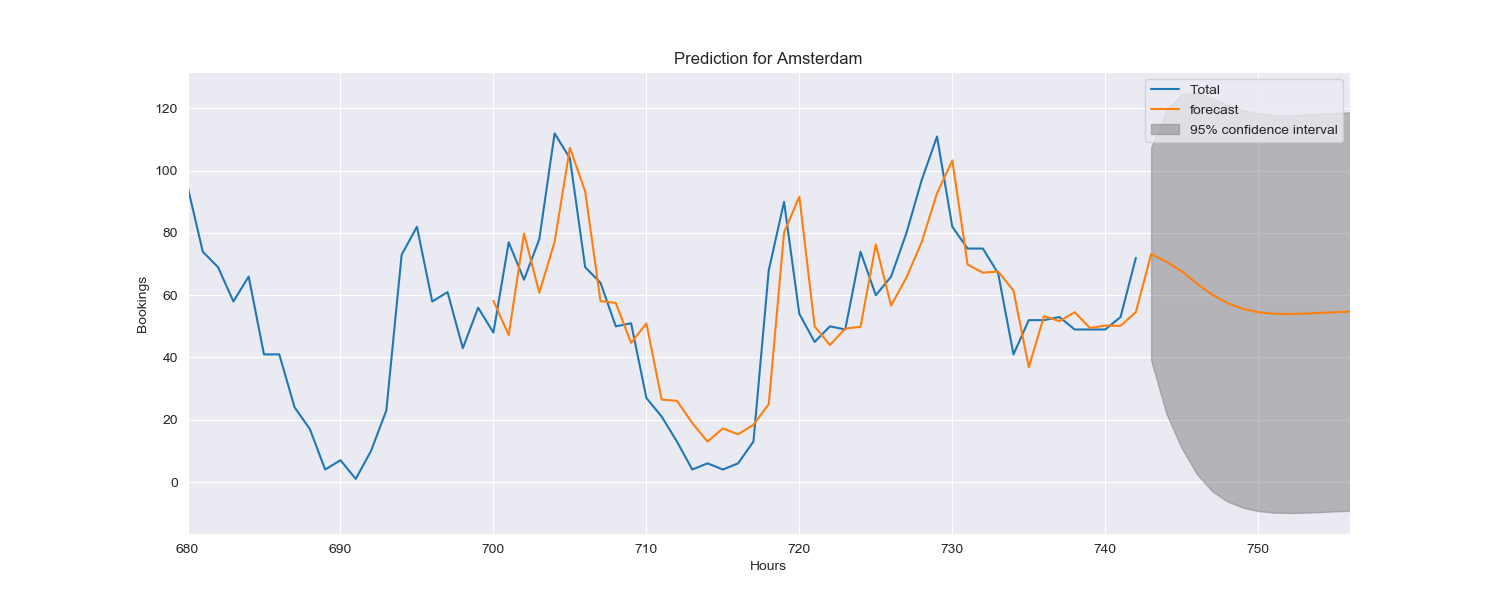 Prediction for Amsterdam
Total
forecast
95% confidence interval
120
100
80
60
40
20
0
Bookings
680 690 700 710 720 730 740 750
Hours